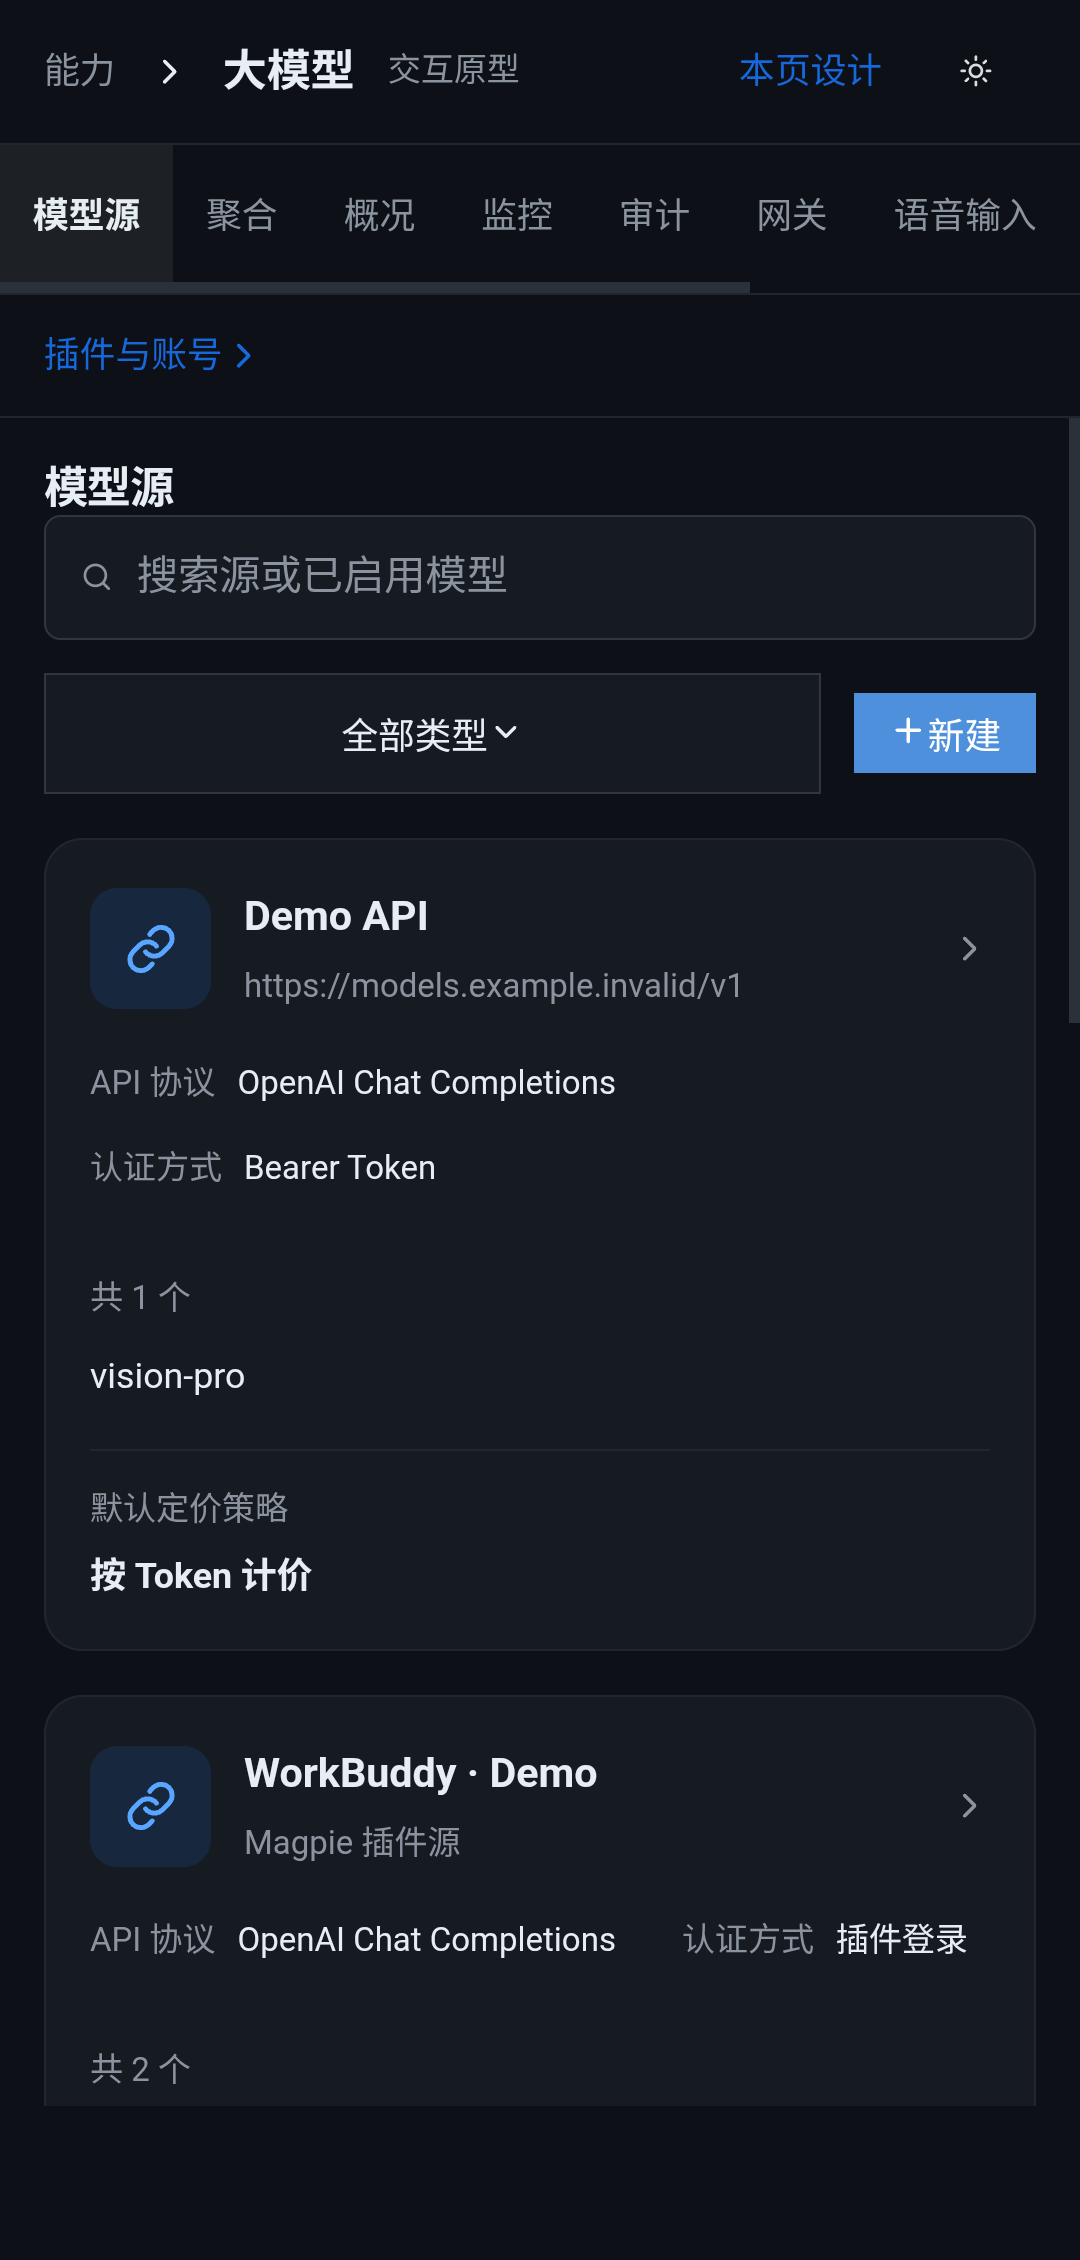 能力 大模型 交互原型 本页设计
模型源 聚合 概况 监控 审计 网关 语音输入
插件与账号
模型源
搜索源或已启用模型
全部类型 新建
Demo API
https://models.example.invalid/v1
API 协议 OpenAI Chat Completions
认证方式 Bearer Token
共 1 个
vision-pro
默认定价策略
按 Token 计价
WorkBuddy · Demo
Magpie 插件源
API 协议 OpenAI Chat Completions 认证方式 插件登录
共 2 个